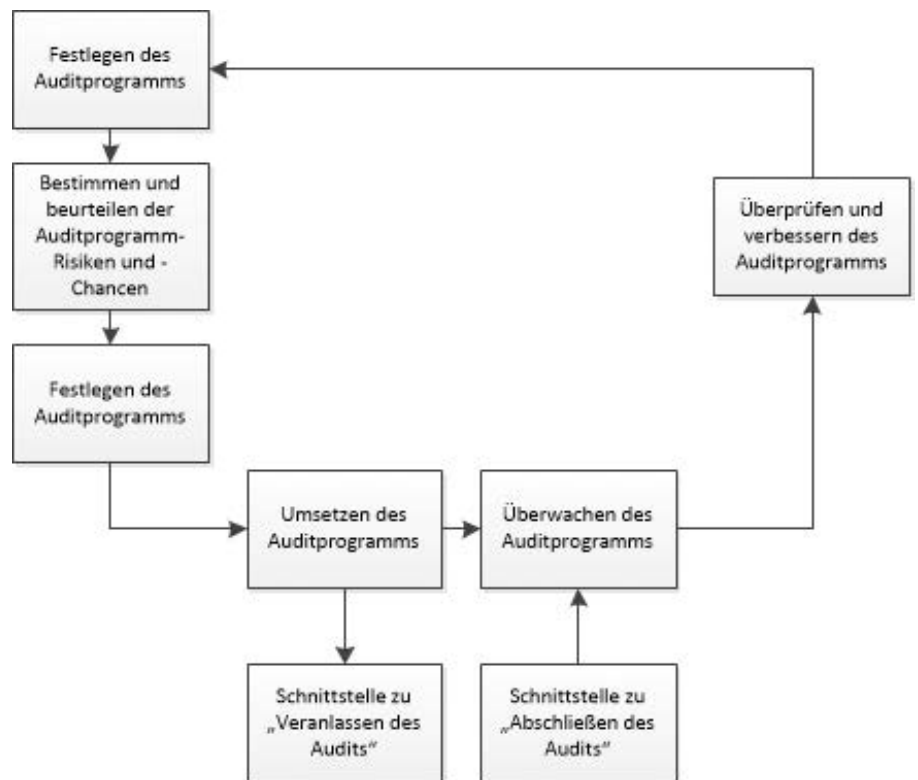 Festlegen des
Auditprogramms
Bestimmen und
beurteilen der
Auditprogramm-
Risiken und -
Chancen
Festlegen des
Auditprogramms
Umsetzen des
Auditprogramms
Überwachen des
Auditprogramms
Überprüfen und
verbessern des
Auditprogramms
Schnittstelle zu
„Veranlassen des
Audits“
Schnittstelle zu
„Abschließen des
Audits“